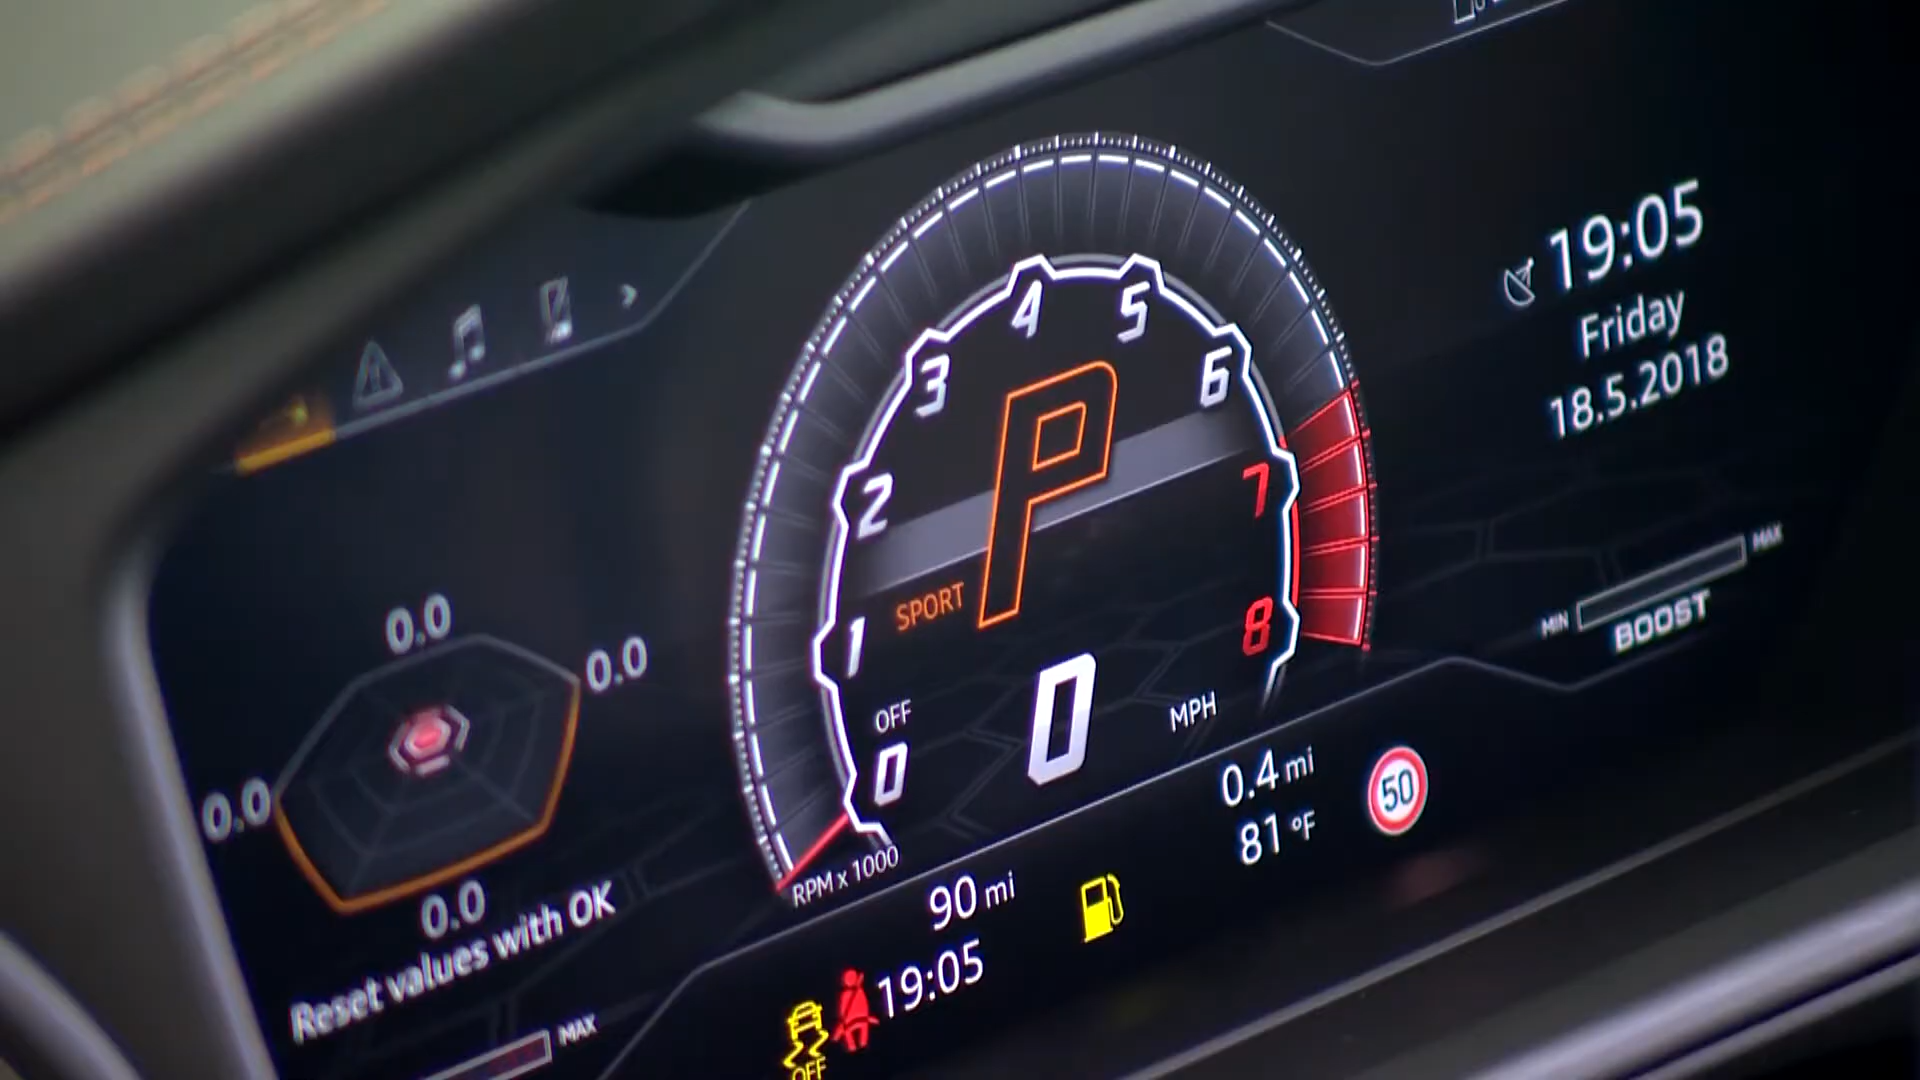 19:05
Friday
18.5.2018
4
5
3
6
P
2
7
SPORT
1
8
OFF
0
0
MPH
RPM x 1000
MAX
MIN
BOOST
0.0
0.0
0.0
0.0
Reset values with OK
MAX
0.4 mi
81 °F
50
90 mi
19:05
OFF